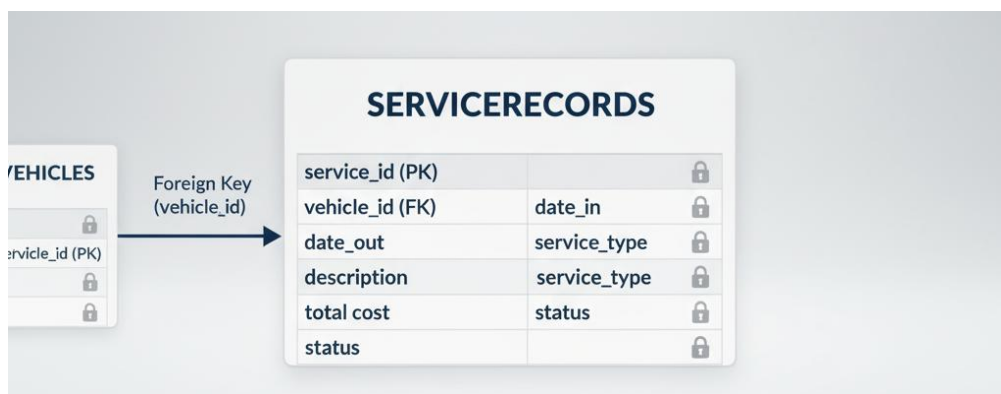 SERVICERECORDS
VEHICLES
Foreign Key
(vehicle_id)
ervicle_id (PK)
service_id (PK)
vehicle_id (FK) date_in
date_out service_type
description service_type
total cost status
status